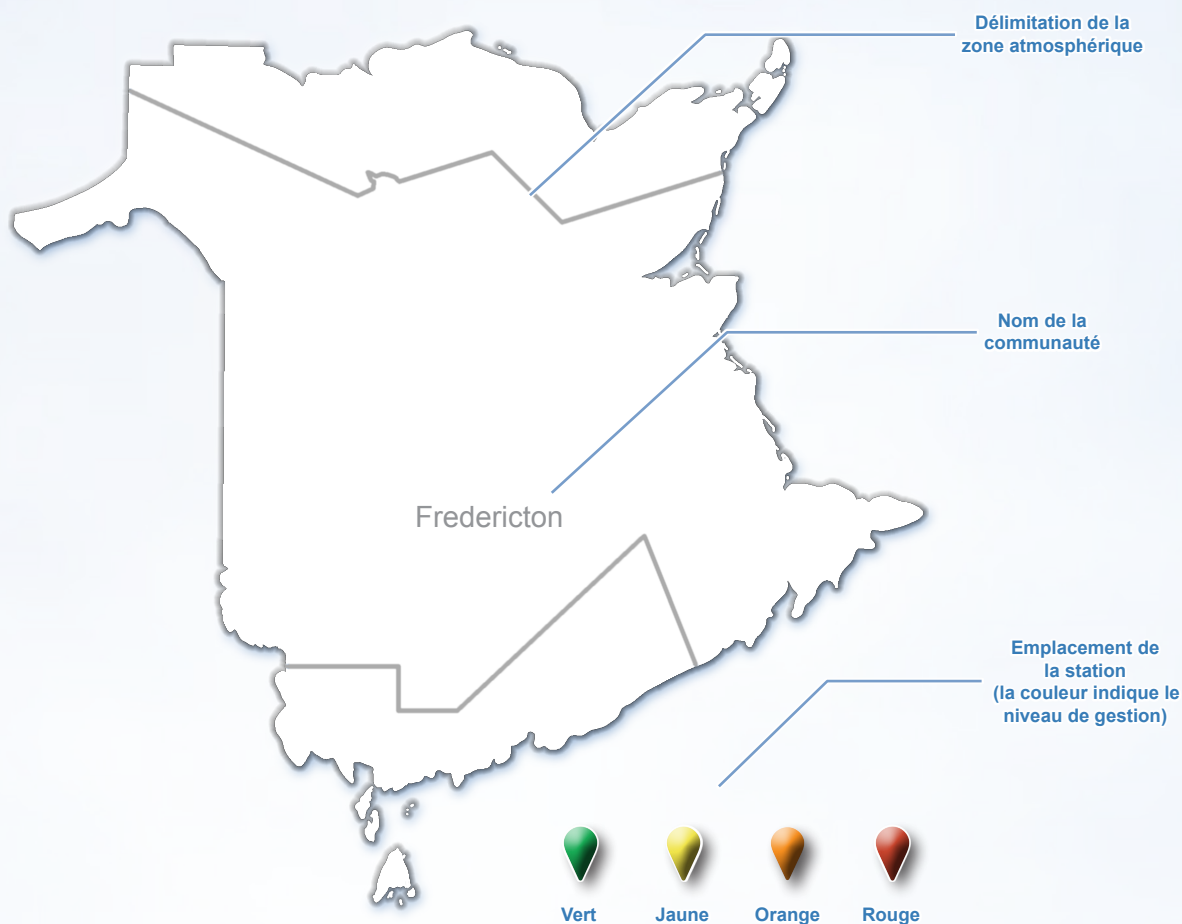 Délimitation de la
zone atmosphérique
Nom de la
communauté
Fredericton
Emplacement de
la station
(la couleur indique le
niveau de gestion)
Vert Jaune Orange Rouge